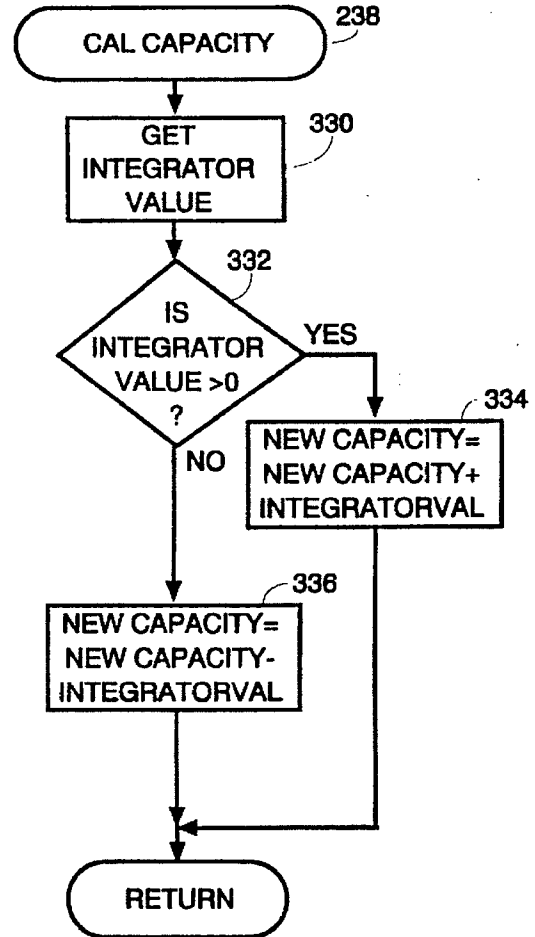 CAL CAPACITY
238
GET
INTEGRATOR
VALUE
330
332
IS
INTEGRATOR
VALUE >0
?
YES
NO
334
NEW CAPACITY=
NEW CAPACITY+
INTEGRATORVAL
336
NEW CAPACITY=
NEW CAPACITY-
INTEGRATORVAL
RETURN